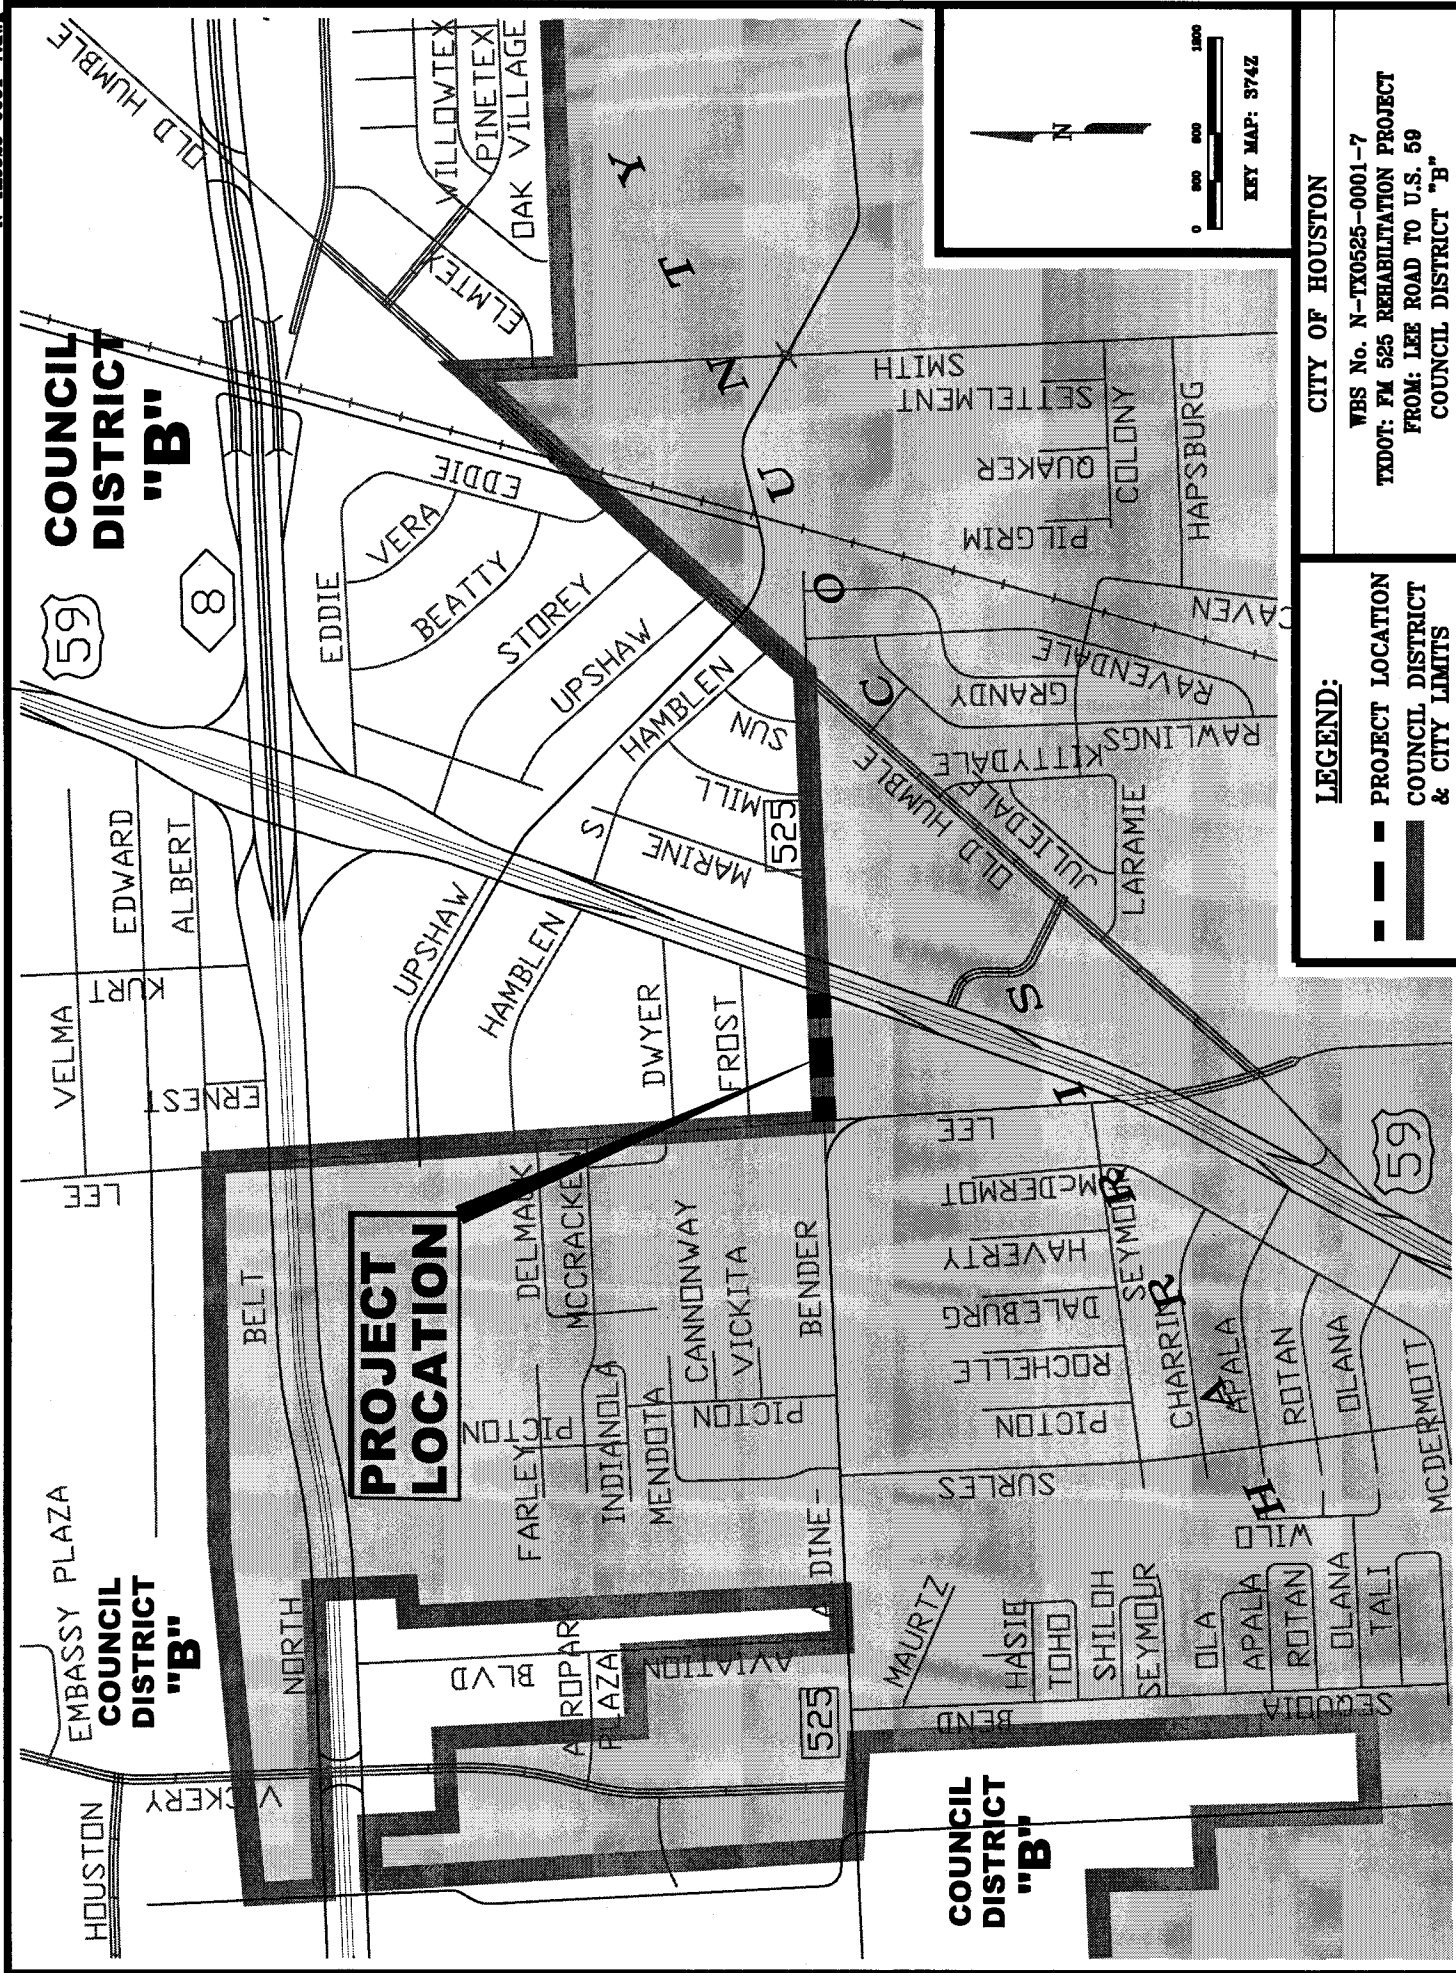 COUNCIL
DISTRICT
"B"
59
8
OLD HUMBLE
WILLOWTEX
PINETEX
OAK VILLAGE
ELMTEX
EDDIE
EDDIE
VERA
BEATTY
STOREY
UPSHAW
HAMBLEN
SUN
MILL
S
MARINE
525
EDWARD
ALBERT
VELMA
KURT
ERNEST
LEE
UPSHAW
HAMBLEN
DWYER
FROST
EMBASSY PLAZA
COUNCIL
DISTRICT
"B"
HOUSTON
VICKERY
NORTH
BELT
PROJECT
LOCATION
DELMACK
MCCRACKEN
CANNONWAY
VICKITA
BENDER
FARLEY
PICTON
INDIANOLA
MENDOTA
PICTON
BLVD
AEROPARK
PLAZA
AVIATION
525
HARRIS COUNTY
SMITH
SETTELMENT
QUAKER
PILGRIM
COLONY
HAPSBURG
RAVENDALE
GRANDY
RAWLINGS
KITTYDALE
OLD HUMBLE
JULIEDALE
LARAMIE
LEE
McDERMOT
HAVERTY
DALEBURG
ROCHELLE
PICTON
SURLES
SEYMOUR
APALA
ROTAN
OLANA
MCDERMOTT
59
WILD
MAURTZ
HASIE
TOHO
SHILOH
SEYMOUR
OLA
APALA
ROTAN
OLANA
TALI
BEND
SEQUOIA
COUNCIL
DISTRICT
"B"
N
0 300 600 1200
KEY MAP: 374Z
LEGEND:
PROJECT LOCATION
COUNCIL DISTRICT
& CITY LIMITS
CITY OF HOUSTON
WBS No. N-TX0525-0001-7
TXDOT: FM 525 REHABILITATION PROJECT
FROM: LEE ROAD TO U.S. 59
COUNCIL DISTRICT "B"